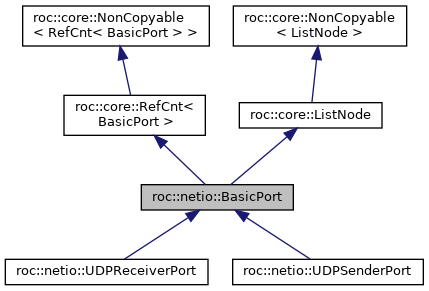 roc::core::NonCopyable
< RefCnt< BasicPort > >
roc::core::NonCopyable
< ListNode >
roc::core::RefCnt<
BasicPort >
roc::core::ListNode
roc::netio::BasicPort
roc::netio::UDPReceiverPort
roc::netio::UDPSenderPort